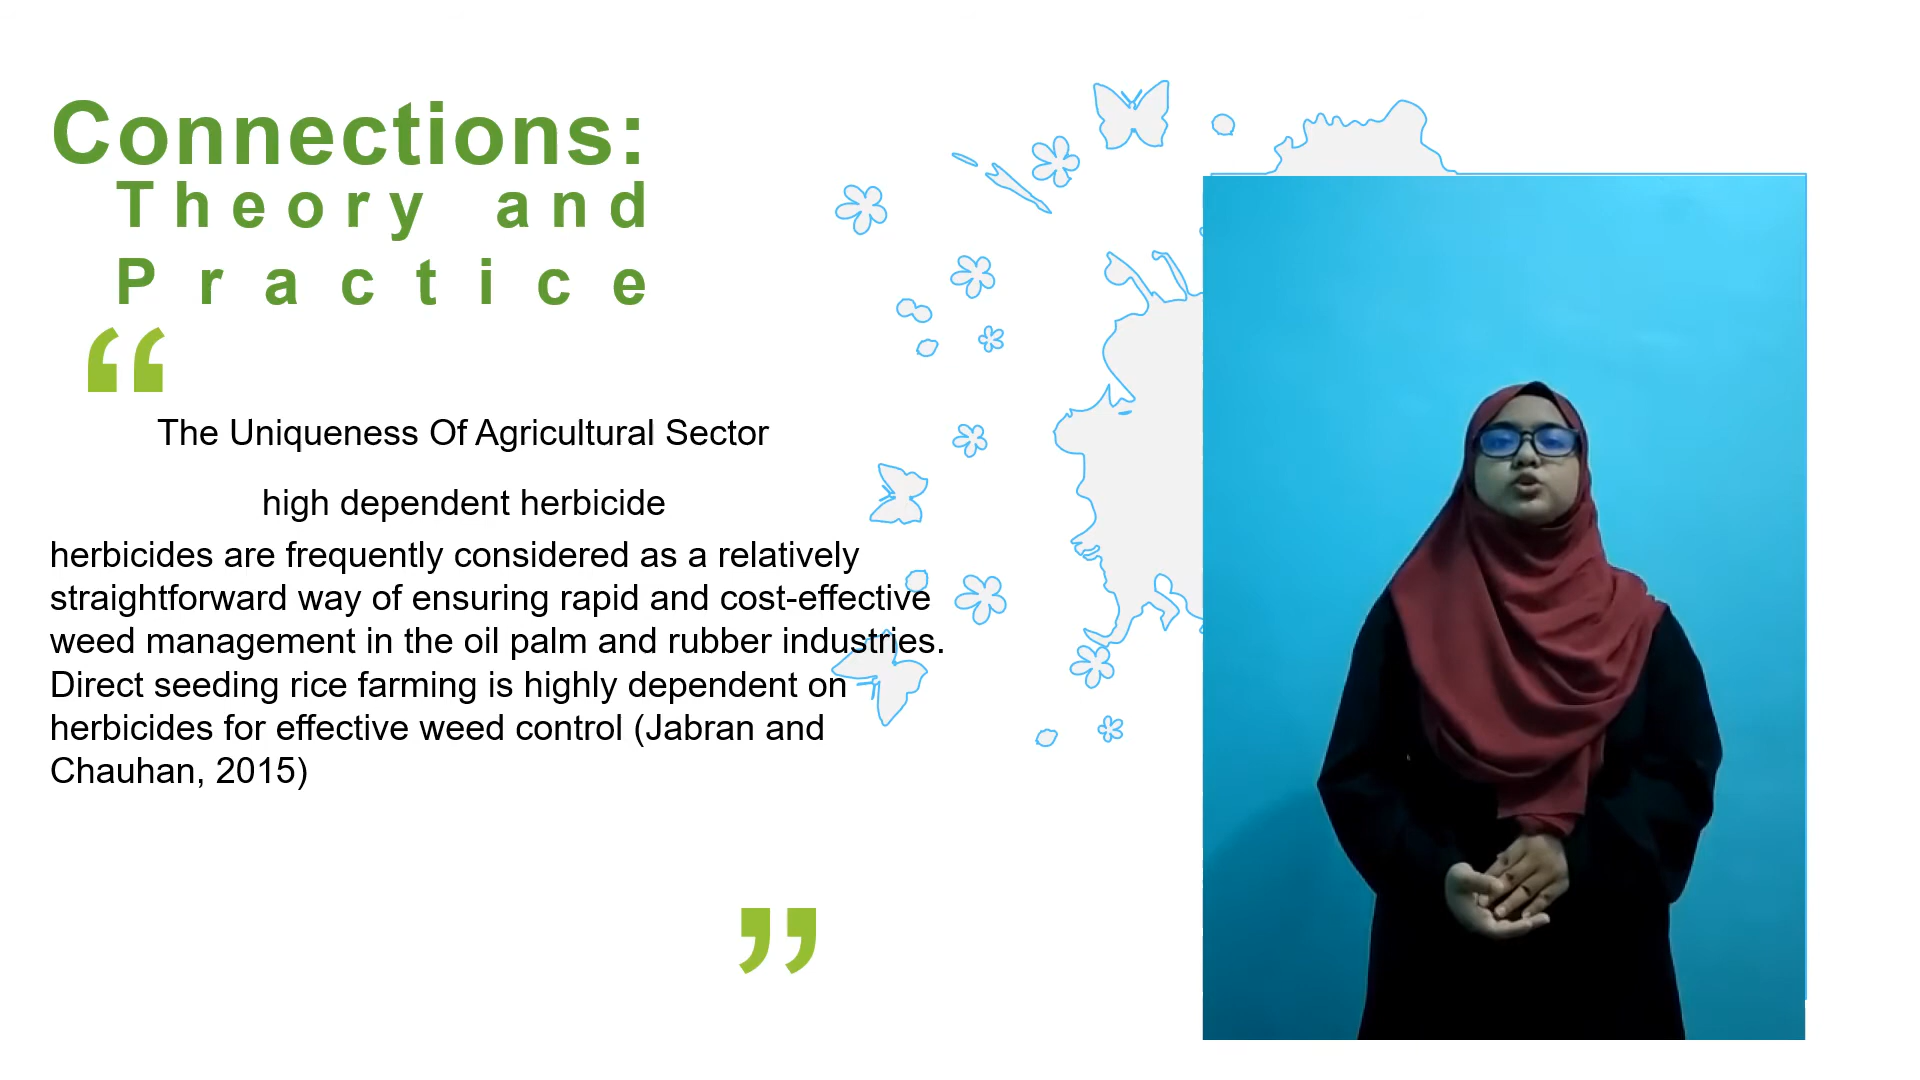 Connections:
Theory and
Practice
“
The Uniqueness Of Agricultural Sector
high dependent herbicide
herbicides are frequently considered as a relatively
straightforward way of ensuring rapid and cost-effective
weed management in the oil palm and rubber industries.
Direct seeding rice farming is highly dependent on
herbicides for effective weed control (Jabran and
Chauhan, 2015)
”